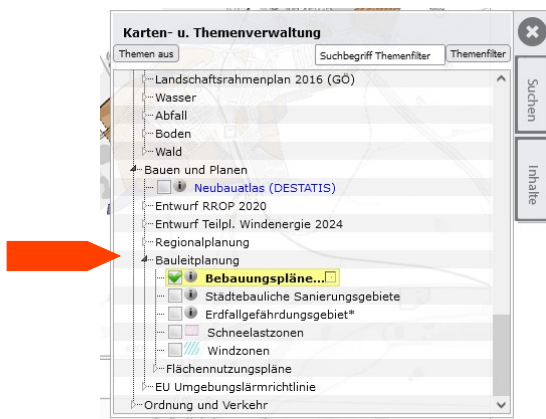 Karten- u. Themenverwaltung
Themen aus
Suchbegriff Themenfilter
Themenfilter
Landschaftsrahmenplan 2016 (GÖ)
Wasser
Abfall
Boden
Wald
Bauen und Planen
Neubauatlas (DESTATIS)
Entwurf RROP 2020
Entwurf Teilpl. Windenergie 2024
Regionalplanung
Bauleitplanung
Bebauungspläne...
Städtebauliche Sanierungsgebiete
Erdfallgefährdungsgebiet*
Schneelastzonen
Windzonen
Flächennutzungspläne
EU Umgebungslärmrichtlinie
Ordnung und Verkehr
Suchen
Inhalte